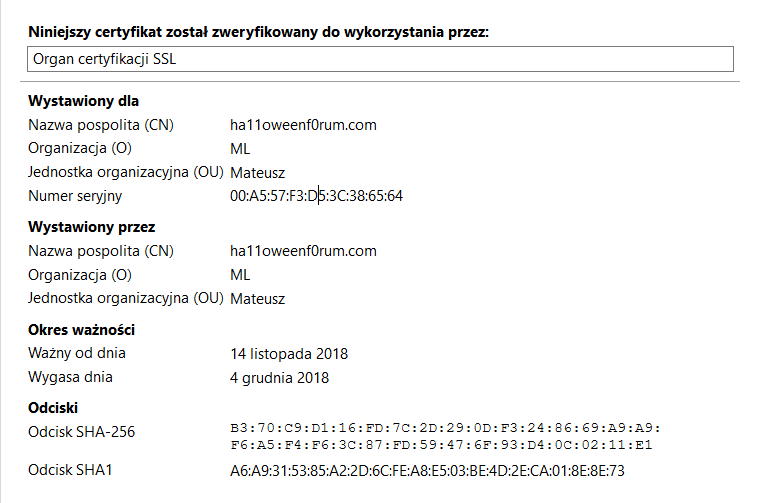 Niniejszy certyfikat został zweryfikowany do wykorzystania przez:
Organ certyfikacji SSL
Wystawiony dla
Nazwa pospolita (CN) ha11oweenf0rum.com
Organizacja (O) ML
Jednostka organizacyjna (OU) Mateusz
Numer seryjny 00:A5:57:F3:D5:3C:38:65:64
Wystawiony przez
Nazwa pospolita (CN) ha11oweenf0rum.com
Organizacja (O) ML
Jednostka organizacyjna (OU) Mateusz
Okres ważności
Ważny od dnia 14 listopada 2018
Wygasa dnia 4 grudnia 2018
Odciski
Odcisk SHA-256 B3:70:C9:D1:16:FD:7C:2D:29:0D:F3:24:86:69:A9:A9:
F6:A5:F4:F6:3C:87:FD:59:47:6F:93:D4:0C:02:11:E1
Odcisk SHA1 A6:A9:31:53:85:A2:2D:6C:FE:A8:E5:03:BE:4D:2E:CA:01:8E:8E:73